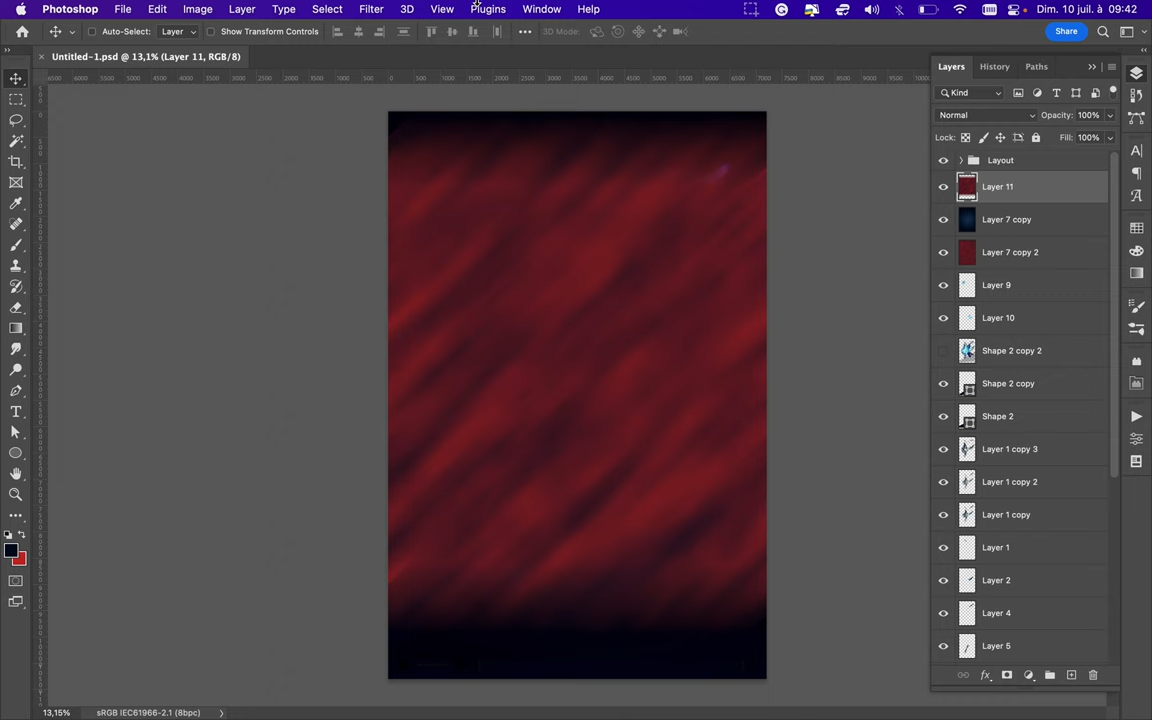 Photoshop File Edit Image Layer Type Select Filter 3D View Plugins Window Help Dim. 10 juil. à 09:42
Auto-Select: Layer Show Transform Controls 3D Mode: Share
Untitled-1.psd @ 13,1% (Layer 11, RGB/8)
Layers History Paths
Kind
Normal Opacity: 100%
Lock: Fill: 100%
Layout
Layer 11
Layer 7 copy
Layer 7 copy 2
Layer 9
Layer 10
Shape 2 copy 2
Shape 2 copy
Shape 2
Layer 1 copy 3
Layer 1 copy 2
Layer 1 copy
Layer 1
Layer 2
Layer 4
Layer 5
13,15% sRGB IEC61966-2.1 (8bpc)